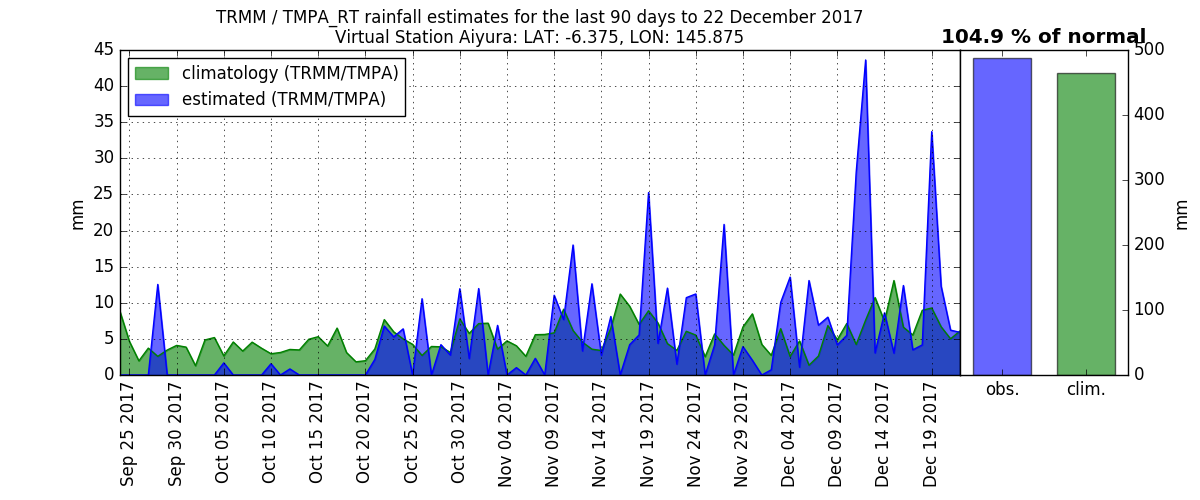 TRMM / TMPA_RT rainfall estimates for the last 90 days to 22 December 2017
Virtual Station Aiyura: LAT: -6.375, LON: 145.875
104.9 % of normal
climatology (TRMM/TMPA)
estimated (TRMM/TMPA)
mm
45
40
35
30
25
20
15
10
5
0
Sep 25 2017
Sep 30 2017
Oct 05 2017
Oct 10 2017
Oct 15 2017
Oct 20 2017
Oct 25 2017
Oct 30 2017
Nov 04 2017
Nov 09 2017
Nov 14 2017
Nov 19 2017
Nov 24 2017
Nov 29 2017
Dec 04 2017
Dec 09 2017
Dec 14 2017
Dec 19 2017
obs.
clim.
500
400
300
200
100
0
mm